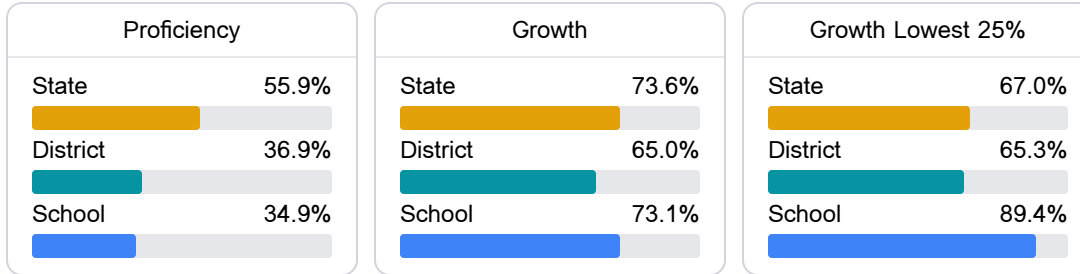 Proficiency
State 55.9%
District 36.9%
School 34.9%
Growth
State 73.6%
District 65.0%
School 73.1%
Growth Lowest 25%
State 67.0%
District 65.3%
School 89.4%